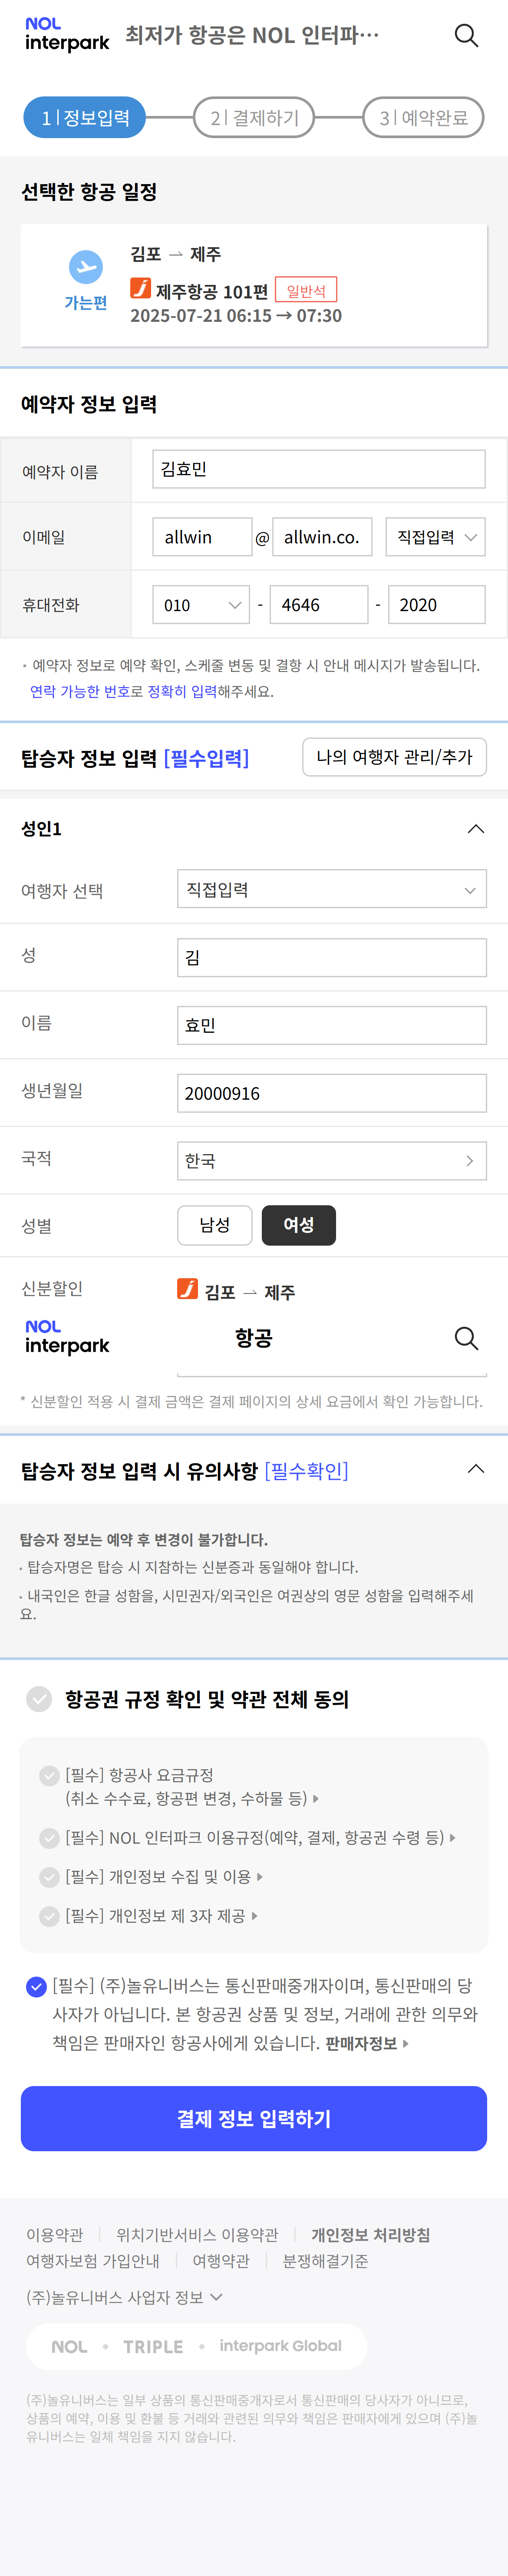 NOL interpark 최저가 항공은 NOL 인터파···
1 | 정보입력 2 | 결제하기 3 | 예약완료
선택한 항공 일정
김포 → 제주
제주항공 101편 일반석
가는편
2025-07-21 06:15 → 07:30
예약자 정보 입력
예약자 이름 김효민
이메일 allwin @ allwin.co. 직접입력
휴대전화 010 - 4646 - 2020
· 예약자 정보로 예약 확인, 스케줄 변동 및 결항 시 안내 메시지가 발송됩니다.
연락 가능한 번호로 정확히 입력해주세요.
탑승자 정보 입력 [필수입력] 나의 여행자 관리/추가
성인1
여행자 선택 직접입력
성 김
이름 효민
생년월일 20000916
국적 한국
성별 남성 여성
신분할인 김포 → 제주
NOL interpark 항공
* 신분할인 적용 시 결제 금액은 결제 페이지의 상세 요금에서 확인 가능합니다.
탑승자 정보 입력 시 유의사항 [필수확인]
탑승자 정보는 예약 후 변경이 불가합니다.
· 탑승자명은 탑승 시 지참하는 신분증과 동일해야 합니다.
· 내국인은 한글 성함을, 시민권자/외국인은 여권상의 영문 성함을 입력해주세
요.
항공권 규정 확인 및 약관 전체 동의
[필수] 항공사 요금규정
(취소 수수료, 항공편 변경, 수하물 등)
[필수] NOL 인터파크 이용규정(예약, 결제, 항공권 수령 등)
[필수] 개인정보 수집 및 이용
[필수] 개인정보 제 3자 제공
[필수] (주)놀유니버스는 통신판매중개자이며, 통신판매의 당
사자가 아닙니다. 본 항공권 상품 및 정보, 거래에 관한 의무와
책임은 판매자인 항공사에게 있습니다. 판매자정보
결제 정보 입력하기
이용약관 | 위치기반서비스 이용약관 | 개인정보 처리방침
여행자보험 가입안내 | 여행약관 | 분쟁해결기준
(주)놀유니버스 사업자 정보
NOL • TRIPLE • interpark Global
(주)놀유니버스는 일부 상품의 통신판매중개자로서 통신판매의 당사자가 아니므로,
상품의 예약, 이용 및 환불 등 거래와 관련된 의무와 책임은 판매자에게 있으며 (주)놀
유니버스는 일체 책임을 지지 않습니다.